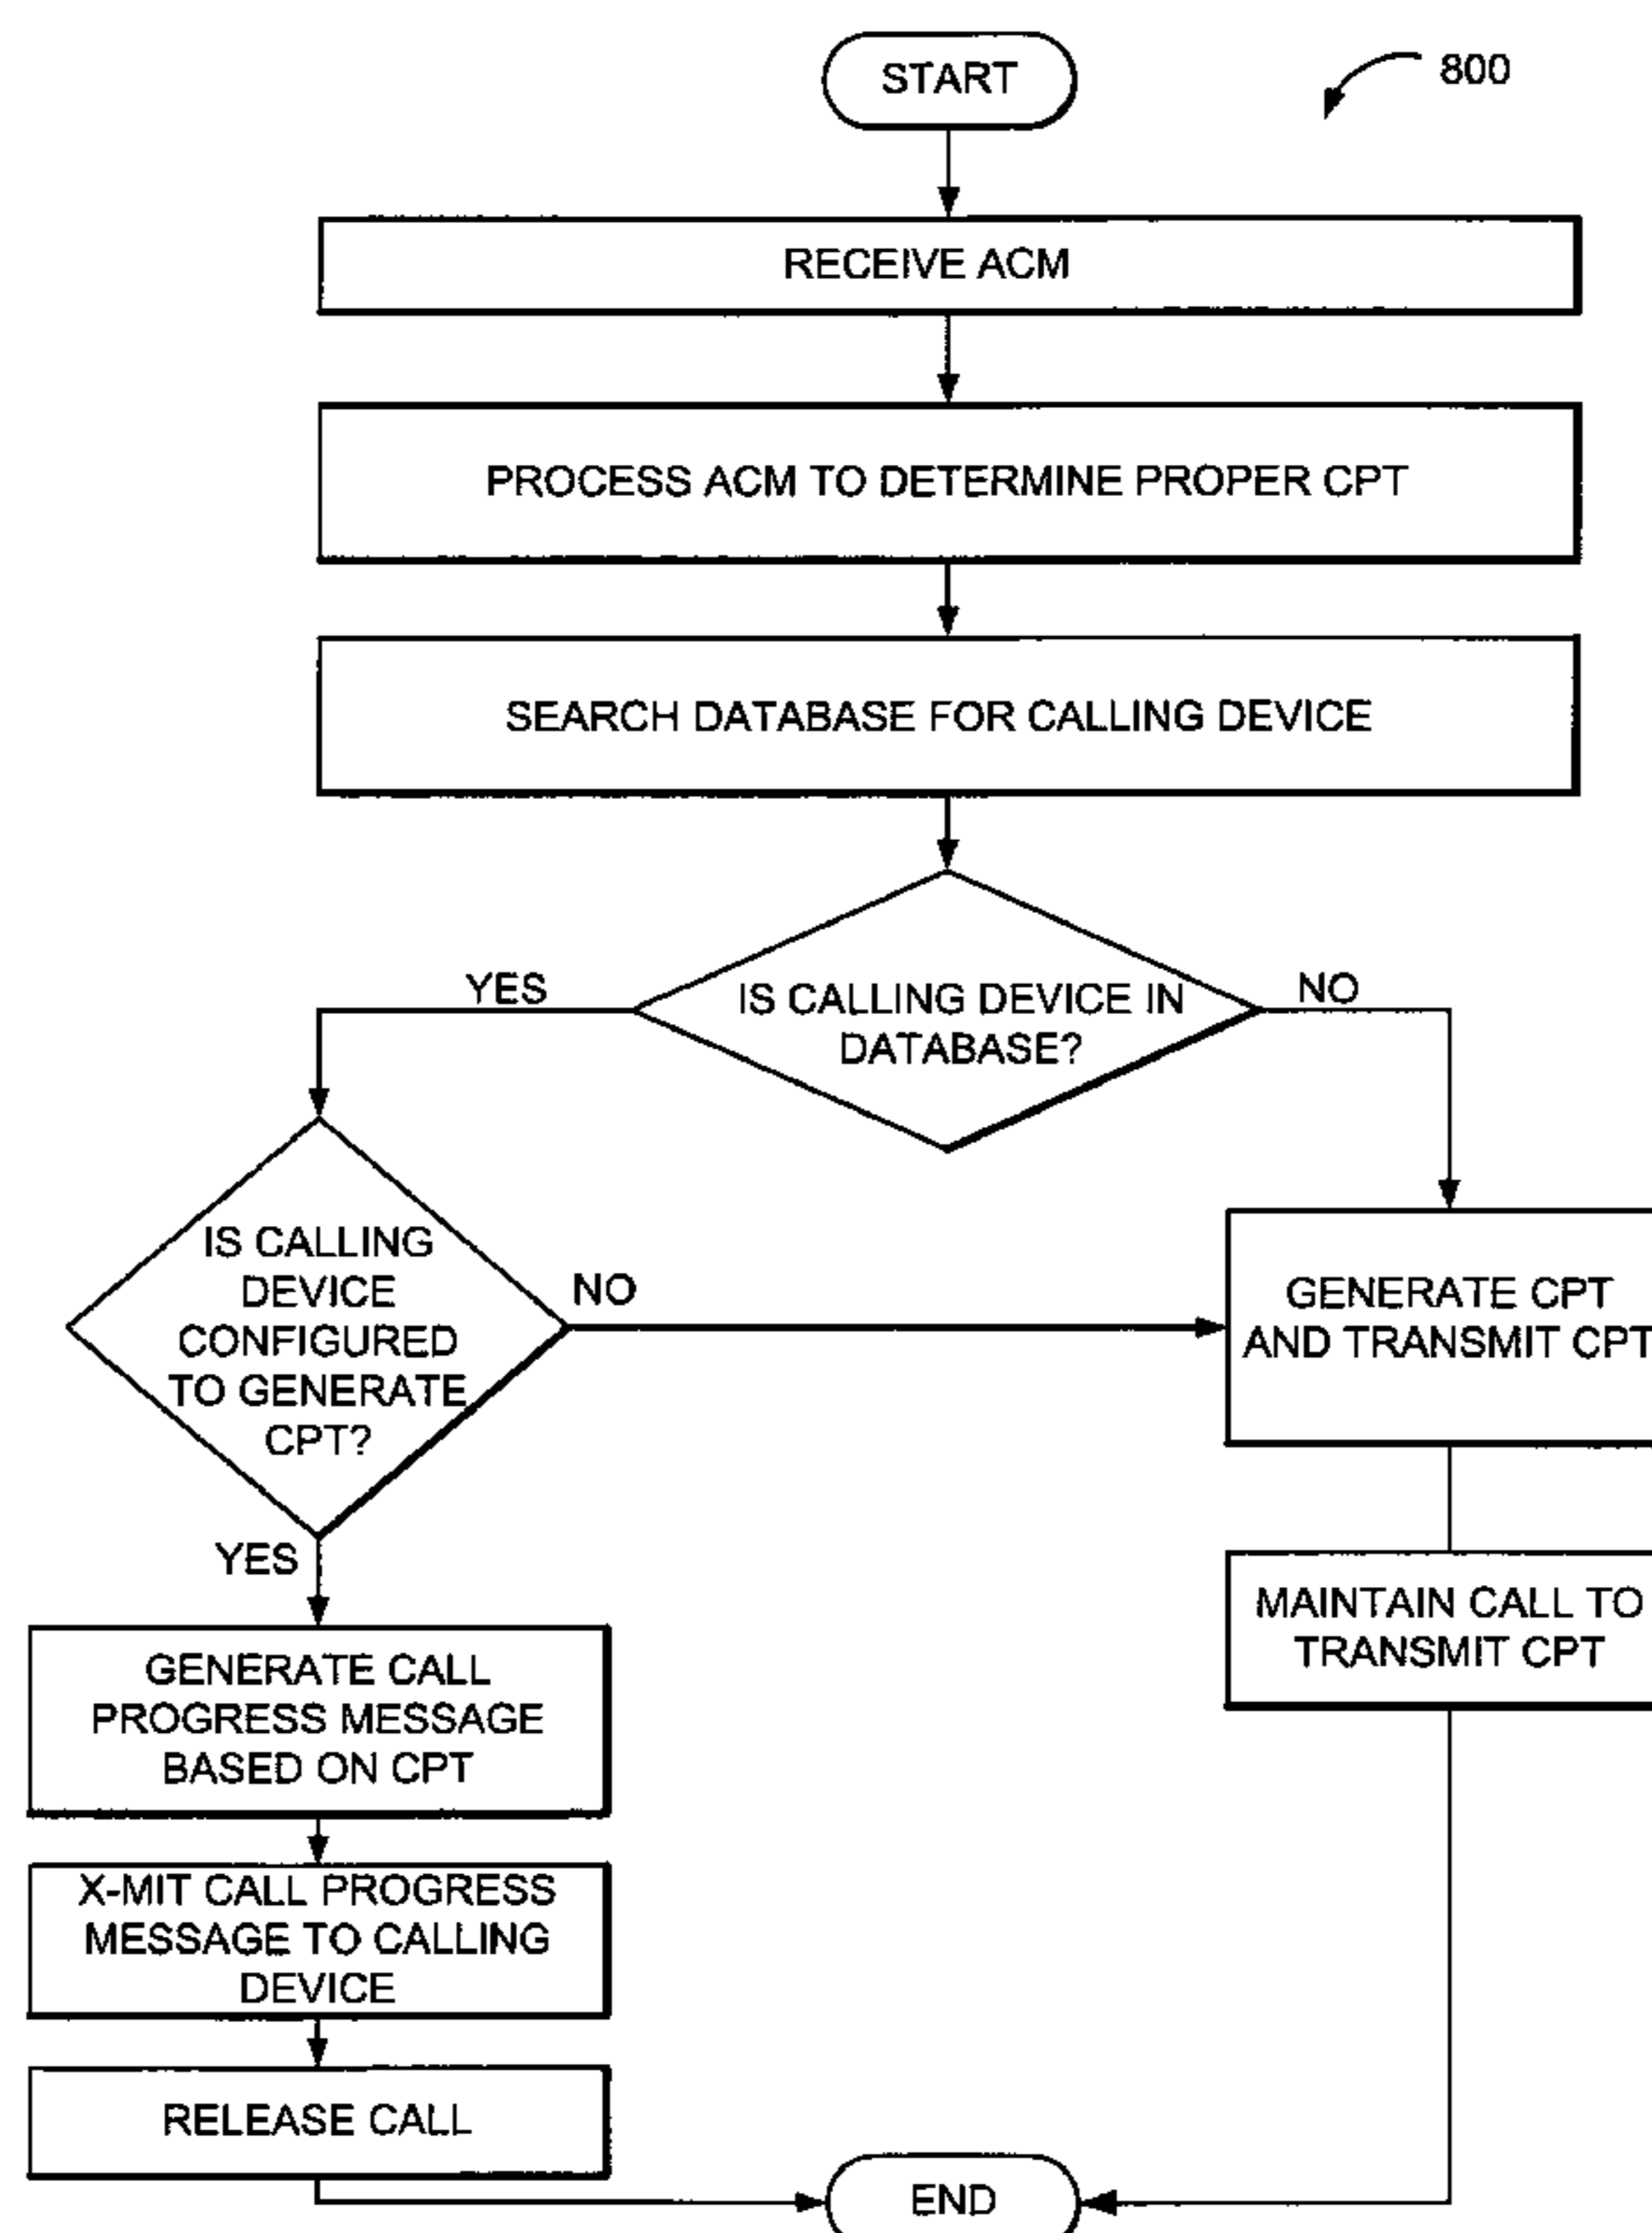 START
800
RECEIVE ACM
PROCESS ACM TO DETERMINE PROPER CPT
SEARCH DATABASE FOR CALLING DEVICE
YES
IS CALLING DEVICE IN
DATABASE?
NO
IS CALLING
DEVICE
CONFIGURED
TO GENERATE
CPT?
NO
GENERATE CPT
AND TRANSMIT CPT
YES
MAINTAIN CALL TO
TRANSMIT CPT
GENERATE CALL
PROGRESS MESSAGE
BASED ON CPT
X-MIT CALL PROGRESS
MESSAGE TO CALLING
DEVICE
RELEASE CALL
END